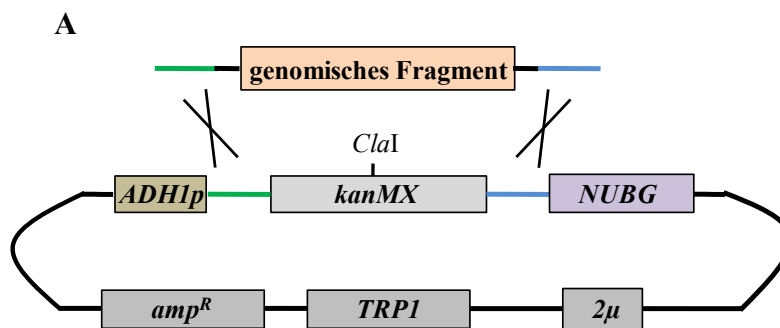 A
genomisches Fragment
ClaI
ADH1p kanMX NUBG
ampR TRP1 2μ